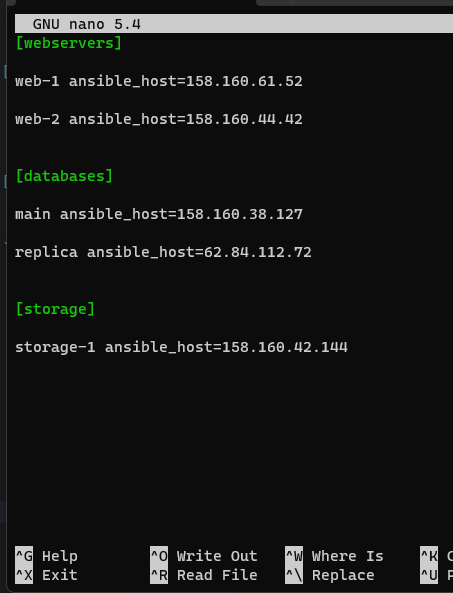 GNU nano 5.4
[webservers]
web-1 ansible_host=158.160.61.52
web-2 ansible_host=158.160.44.42
[databases]
main ansible_host=158.160.38.127
replica ansible_host=62.84.112.72
[storage]
storage-1 ansible_host=158.160.42.144
^G Help ^O Write Out ^W Where Is ^K
^X Exit ^R Read File ^\ Replace ^U